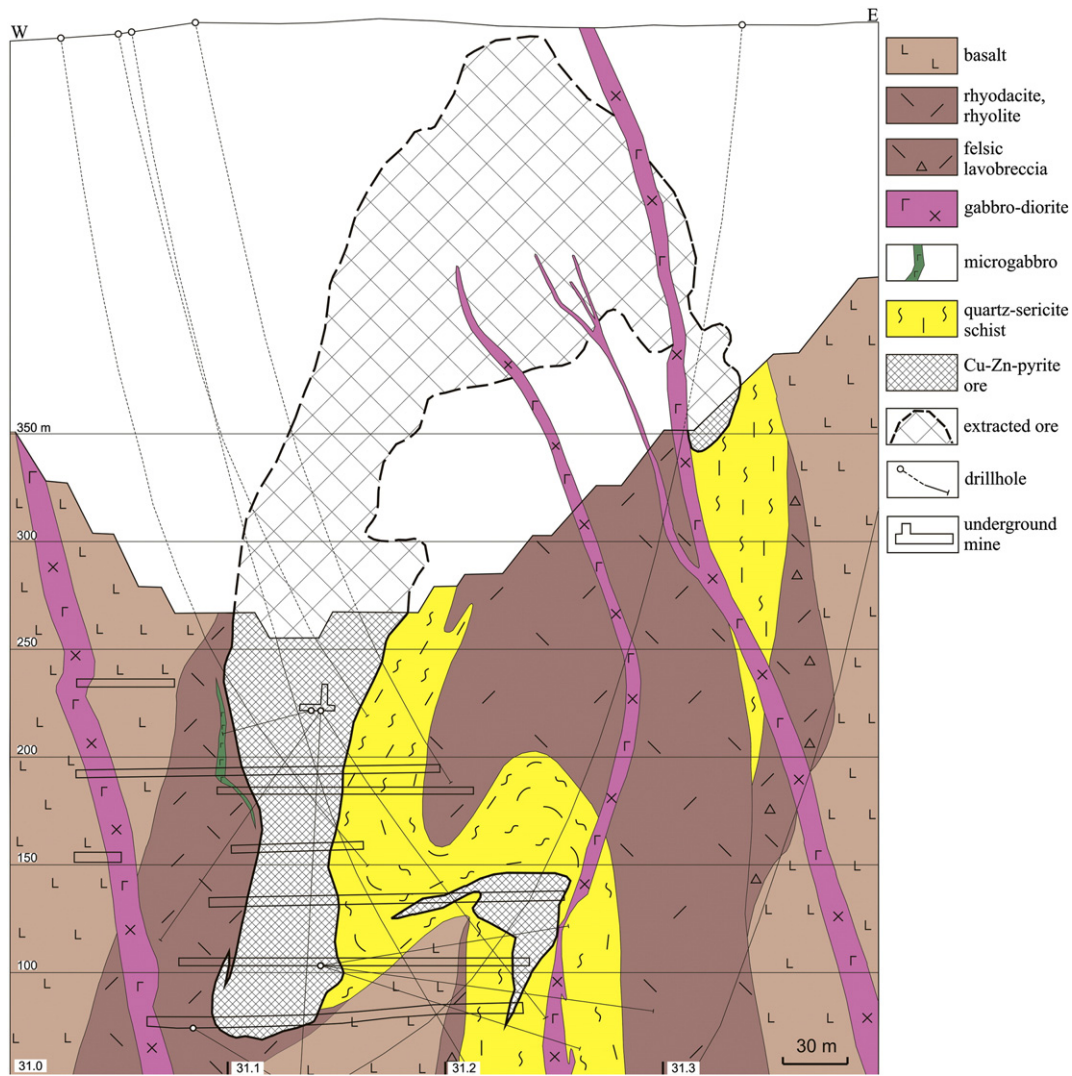 W
E
basalt
rhyodacite,
rhyolite
felsic
lavobreccia
gabbro-diorite
microgabbro
quartz-sericite
schist
Cu-Zn-pyrite
ore
extracted ore
drillhole
underground
mine
350 m
300
250
200
150
100
31.0
31.1
31.2
31.3
30 m